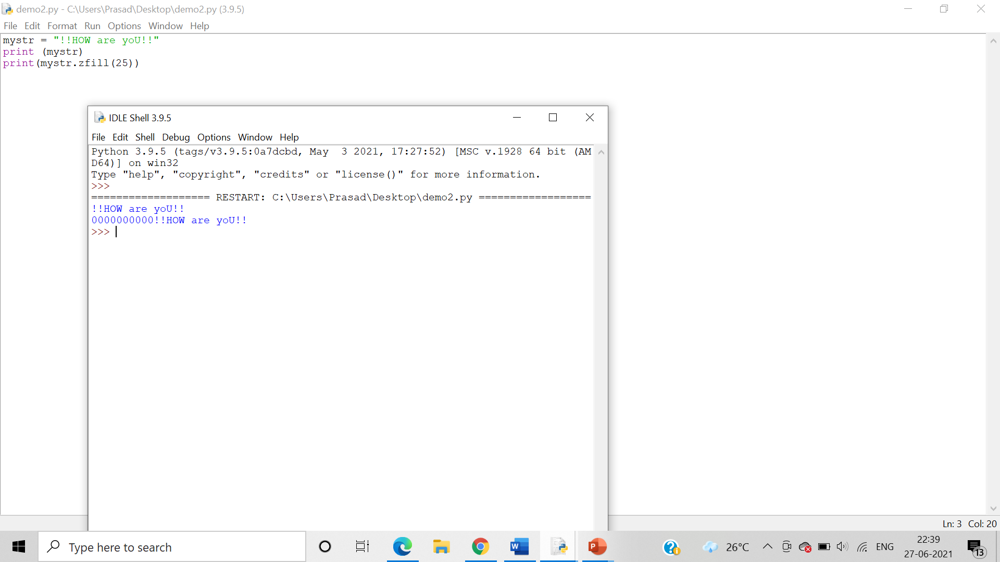 demo2.py - C:\Users\Prasad\Desktop\demo2.py (3.9.5)
File Edit Format Run Options Window Help
mystr = "!!HOW are yoU!!"
print (mystr)
print(mystr.zfill(25))
IDLE Shell 3.9.5
File Edit Shell Debug Options Window Help
Python 3.9.5 (tags/v3.9.5:0a7dcbd, May  3 2021, 17:27:52) [MSC v.1928 64 bit (AM
D64)] on win32
Type "help", "copyright", "credits" or "license()" for more information.
>>>
=================== RESTART: C:\Users\Prasad\Desktop\demo2.py ==================
!!HOW are yoU!!
0000000000!!HOW are yoU!!
>>>
Ln: 3 Col: 20
Type here to search
W
P
26°C
ENG
22:39
27-06-2021
13